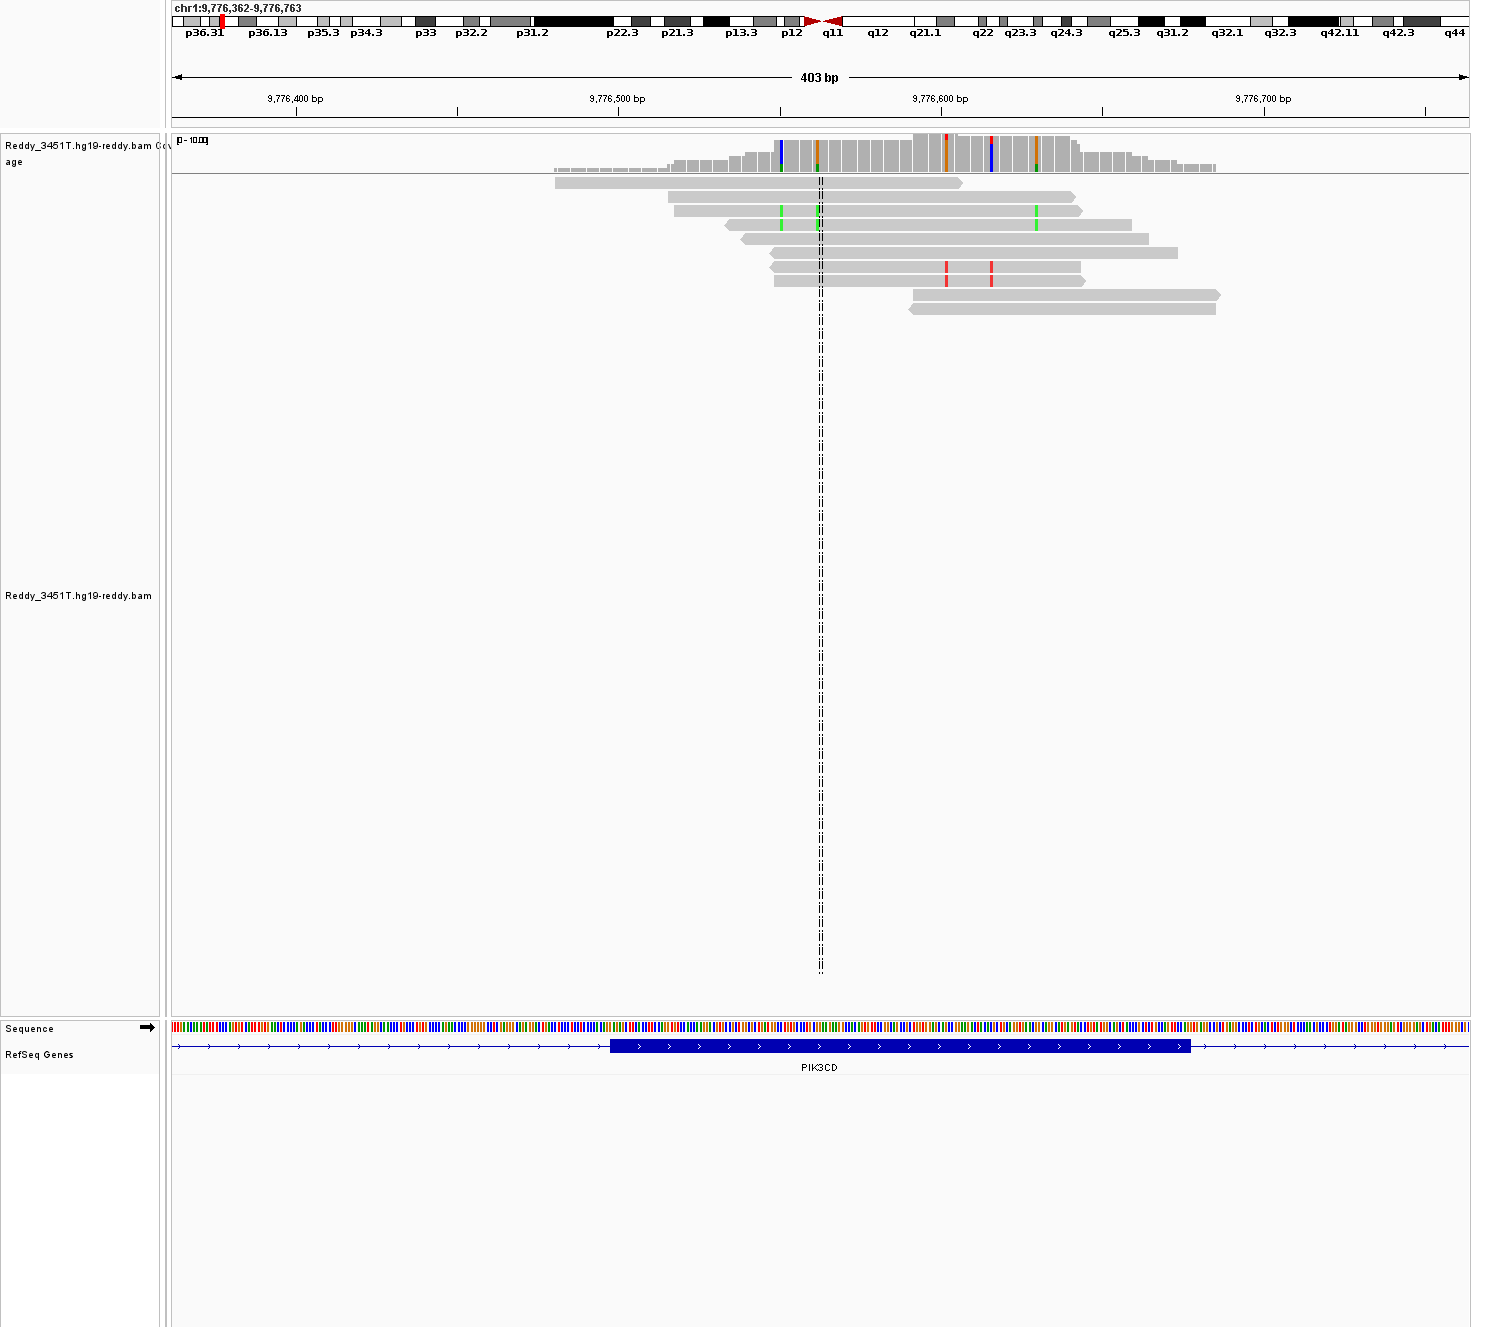 chr1:9,776,362-9,776,763
p36.31 p36.13 p35.3 p34.3 p33 p32.2 p31.2 p22.3 p21.3 p13.3 p12 q11 q12 q21.1 q22 q23.3 q24.3 q25.3 q31.2 q32.1 q32.3 q42.11 q42.3 q44
403 bp
9,776,400 bp 9,776,500 bp 9,776,600 bp 9,776,700 bp
[0 - 10.00]
Reddy_3451T.hg19-reddy.bam Cov
age
Reddy_3451T.hg19-reddy.bam
Sequence
RefSeq Genes
PIK3CD